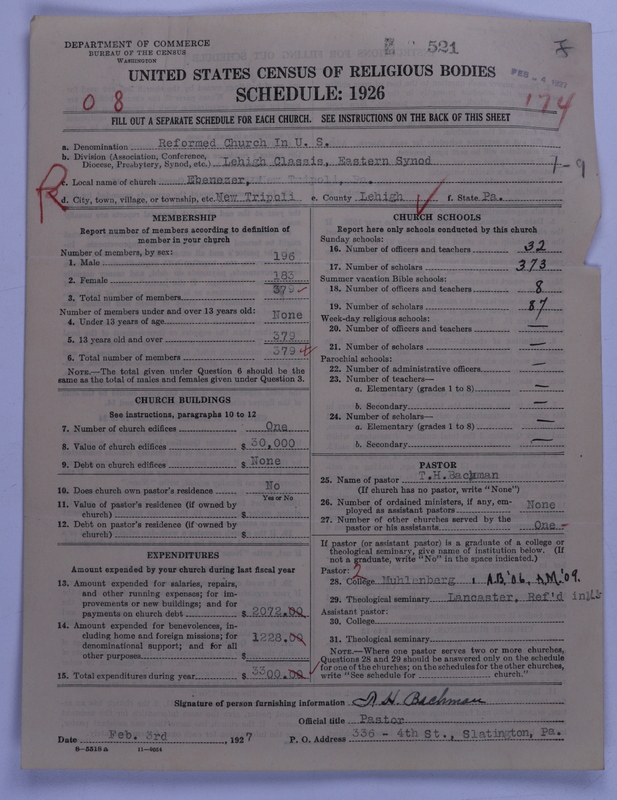 DEPARTMENT OF COMMERCE
BUREAU OF THE CENSUS
WASHINGTON
521
FEB - 4 1927
UNITED STATES CENSUS OF RELIGIOUS BODIES
SCHEDULE: 1926
0 8
174
FILL OUT A SEPARATE SCHEDULE FOR EACH CHURCH. SEE INSTRUCTIONS ON THE BACK OF THIS SHEET
a. Denomination Reformed Church In U. S.
b. Division (Association, Conference,
Diocese, Presbytery, Synod, etc.) Lehigh Classis, Eastern Synod
1-9
R
c. Local name of church Ebenezer, New Tripoli, Pa.
d. City, town, village, or township, etc. New Tripoli e. County Lehigh f. State Pa.
MEMBERSHIP
Report number of members according to definition of
member in your church
Number of members, by sex:
1. Male 196
2. Female 183
3. Total number of members 379
Number of members under and over 13 years old:
4. Under 13 years of age None
5. 13 years old and over 379
6. Total number of members 379
NOTE.—The total given under Question 6 should be the
same as the total of males and females given under Question 3.
CHURCH BUILDINGS
See instructions, paragraphs 10 to 12
7. Number of church edifices One
8. Value of church edifices $30,000
9. Debt on church edifices $ None
10. Does church own pastor's residence No
Yes or No
11. Value of pastor's residence (if owned by
church) $
12. Debt on pastor's residence (if owned by
church) $
EXPENDITURES
Amount expended by your church during last fiscal year
13. Amount expended for salaries, repairs,
and other running expenses; for im-
provements or new buildings; and for
payments on church debt $ 2072.00
14. Amount expended for benevolences, in-
cluding home and foreign missions; for
denominational support; and for all
other purposes $ 1228.00
15. Total expenditures during year $ 3300.00
CHURCH SCHOOLS
Report here only schools conducted by this church
Sunday schools:
16. Number of officers and teachers 32
17. Number of scholars 373
Summer vacation Bible schools:
18. Number of officers and teachers 8
19. Number of scholars 87
Week-day religious schools:
20. Number of officers and teachers —
21. Number of scholars —
Parochial schools:
22. Number of administrative officers —
23. Number of teachers—
a. Elementary (grades 1 to 8) —
b. Secondary —
24. Number of scholars—
a. Elementary (grades 1 to 8) —
b. Secondary —
PASTOR
25. Name of pastor T.H.Bachman
(If church has no pastor, write "None")
26. Number of ordained ministers, if any, em-
ployed as assistant pastors None
27. Number of other churches served by the
pastor or his assistants One
If pastor (or assistant pastor) is a graduate of a college or
theological seminary, give name of institution below. (If
not a graduate, write "No" in the space indicated.)
Pastor: 2
28. College Muhlenberg A.B.'06, A.M.'09.
29. Theological seminary Lancaster, Ref'd in U.S
Assistant pastor:
30. College
31. Theological seminary
NOTE.—Where one pastor serves two or more churches,
Questions 28 and 29 should be answered only on the schedule
for one of the churches; on the schedules for the other churches,
write "See schedule for church."
Signature of person furnishing information T. H. Bachman
Official title Pastor
Date Feb. 3rd, 1927 P. O. Address 336 - 4th St., Slatington, Pa.
8—5518a 11—9664